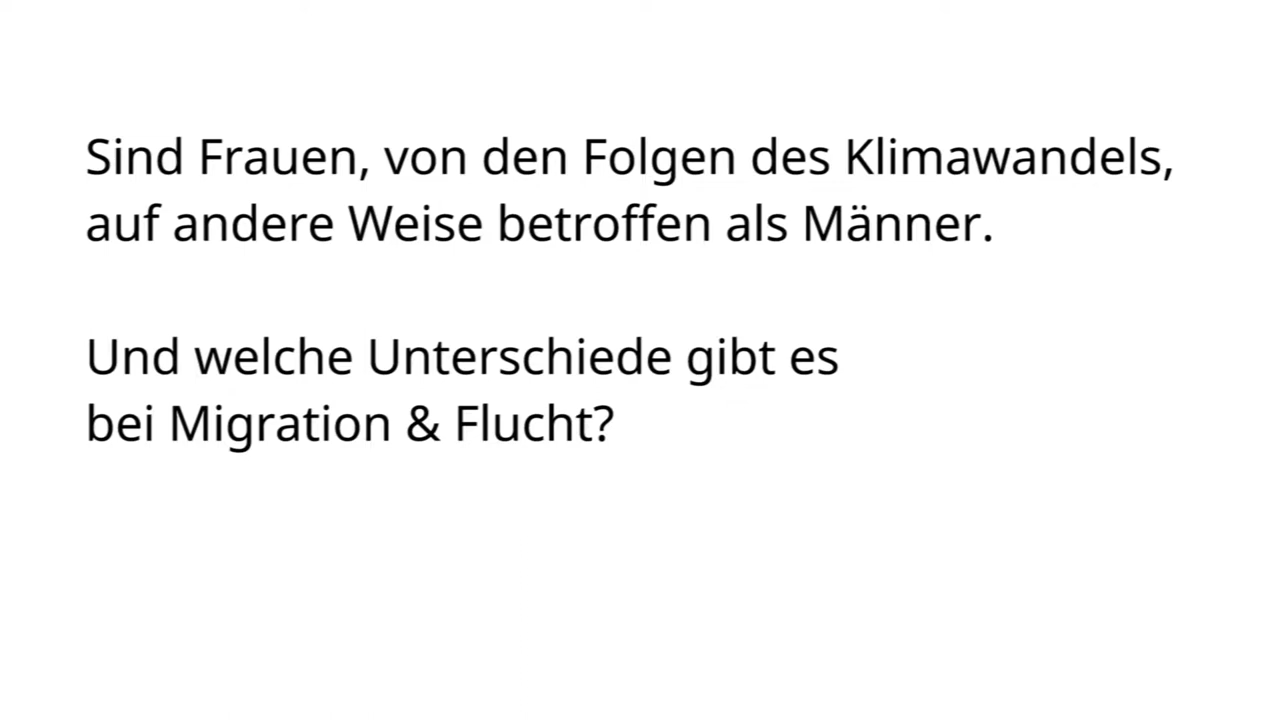 Sind Frauen, von den Folgen des Klimawandels,
auf andere Weise betroffen als Männer.
Und welche Unterschiede gibt es
bei Migration & Flucht?